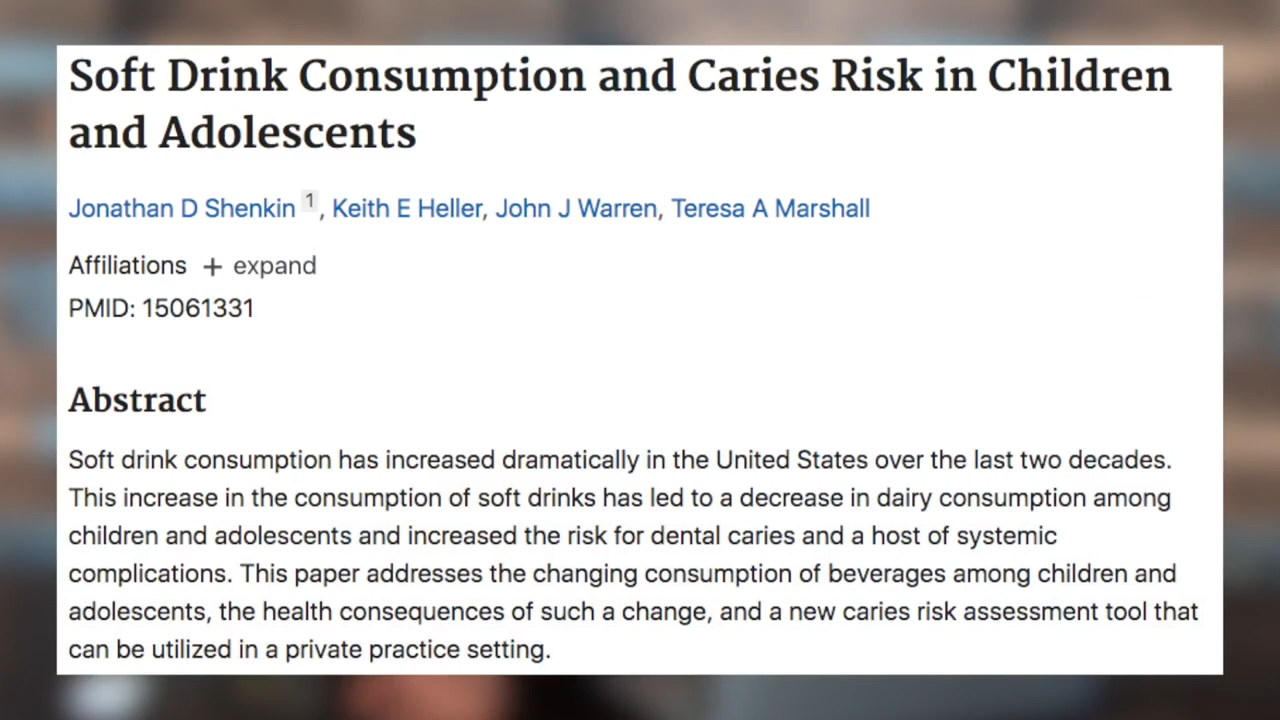 Soft Drink Consumption and Caries Risk in Children
and Adolescents
Jonathan D Shenkin 1, Keith E Heller, John J Warren, Teresa A Marshall
Affiliations + expand
PMID: 15061331
Abstract
Soft drink consumption has increased dramatically in the United States over the last two decades.
This increase in the consumption of soft drinks has led to a decrease in dairy consumption among
children and adolescents and increased the risk for dental caries and a host of systemic
complications. This paper addresses the changing consumption of beverages among children and
adolescents, the health consequences of such a change, and a new caries risk assessment tool that
can be utilized in a private practice setting.